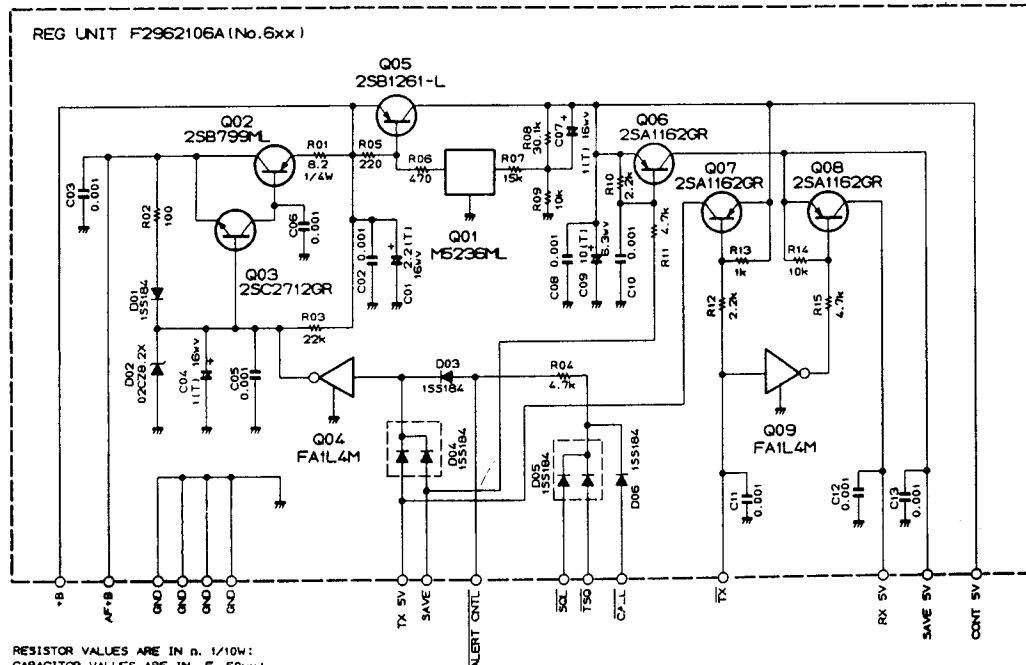 REG UNIT F2962106A(No.6xx)
Q05
2SB1261-L
Q02
2SB799ML
R01
8.2
1/4W
R05
220
R06
470
R07
15k
R08
30.1k
C07
+
1(T) 16wv
R09
10k
Q06
2SA1162GR
R10
2.2k
Q07
2SA1162GR
Q08
2SA1162GR
C03
0.001
R02
100
C06
0.001
Q03
2SC2712GR
Q01
M5236ML
C02 0.001
C01
2.2(T)
16wv
+
C08 0.001
C09
10(T)
6.3wv
+
C10
0.001
4.7k
R11
R13
1k
R14
10k
R12
2.2k
R15
4.7k
D01
1SS184
R03
22k
D02
02CZ8.2X
C04
1(T) 16wv
+
C05
0.001
D03
1SS184
R04
4.7k
Q04
FA1L4M
D04
1SS184
D05
1SS184
1SS184
D06
Q09
FA1L4M
C11
0.001
C12
0.001
C13
0.001
+B
AF+B
GND
GND
GND
GND
TX 5V
SAVE
ALERT CNTL
SQL
TSQ
CALL
TX
RX 5V
SAVE 5V
CONT 5V
RESISTOR VALUES ARE IN Ω, 1/10W:
CAPACITOR VALUES ARE IN